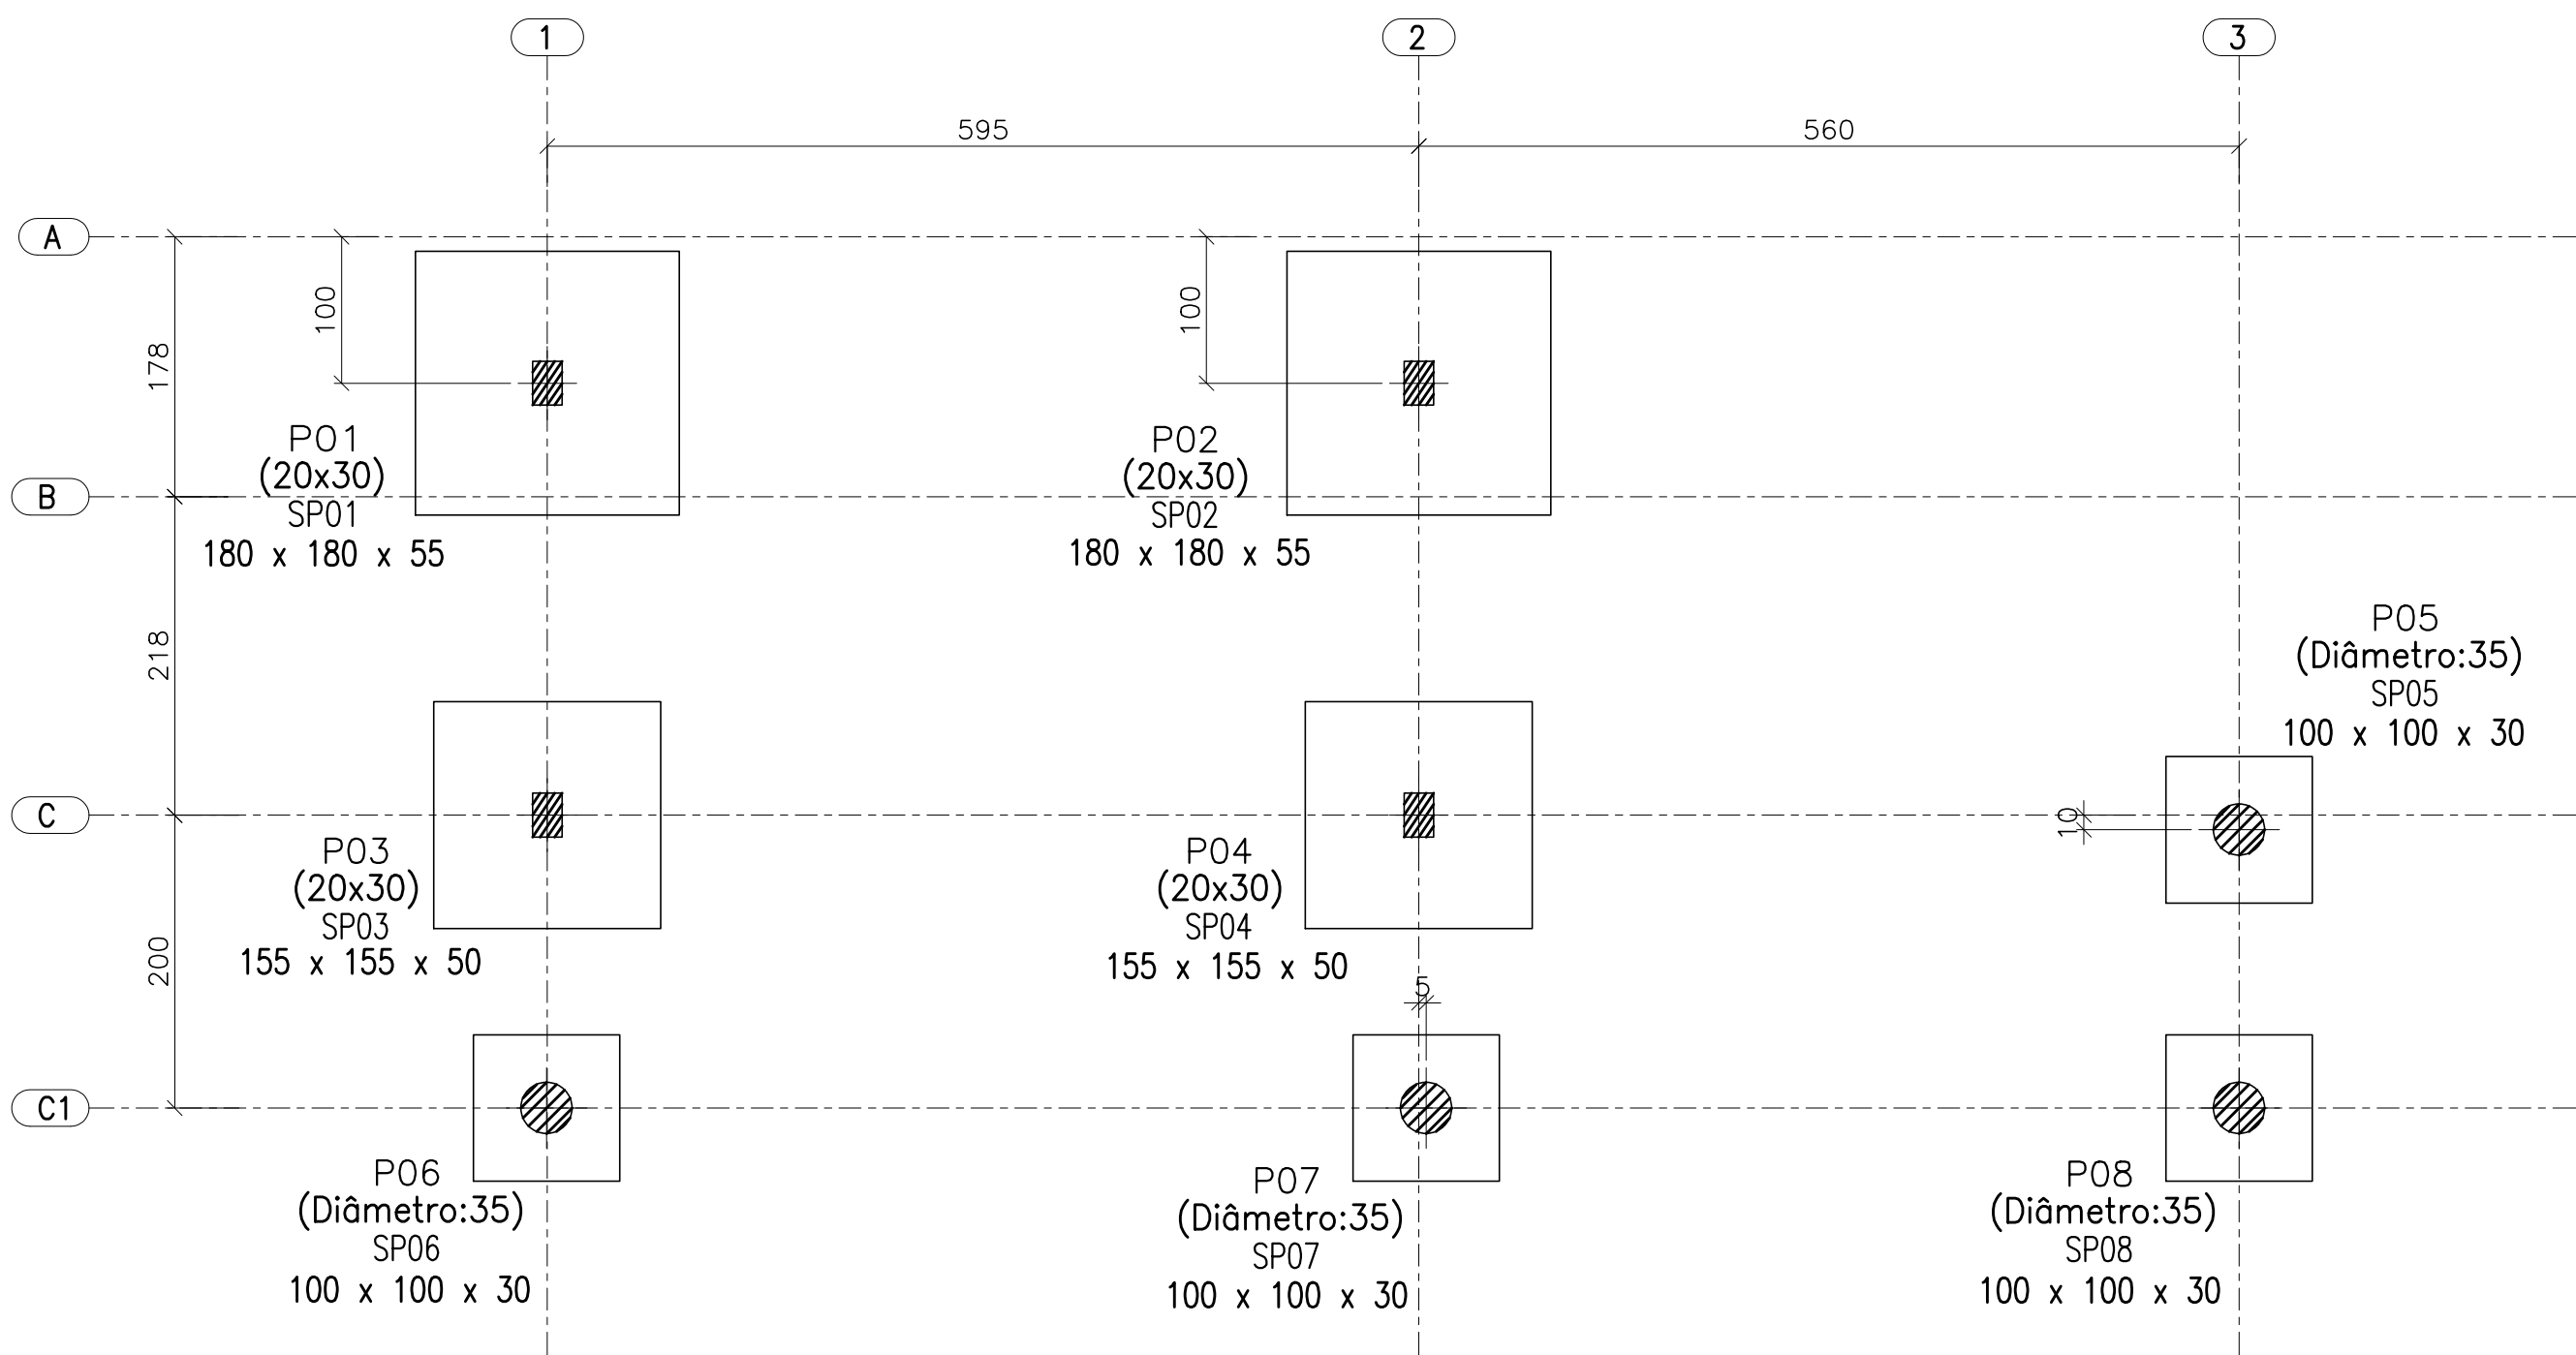 1
2
3
595
560
A
100
100
178
P01
(20x30)
SP01
180 x 180 x 55
P02
(20x30)
SP02
180 x 180 x 55
B
218
P05
(Diâmetro:35)
SP05
100 x 100 x 30
C
10
P03
(20x30)
SP03
155 x 155 x 50
P04
(20x30)
SP04
155 x 155 x 50
200
5
C1
P06
(Diâmetro:35)
SP06
100 x 100 x 30
P07
(Diâmetro:35)
SP07
100 x 100 x 30
P08
(Diâmetro:35)
SP08
100 x 100 x 30